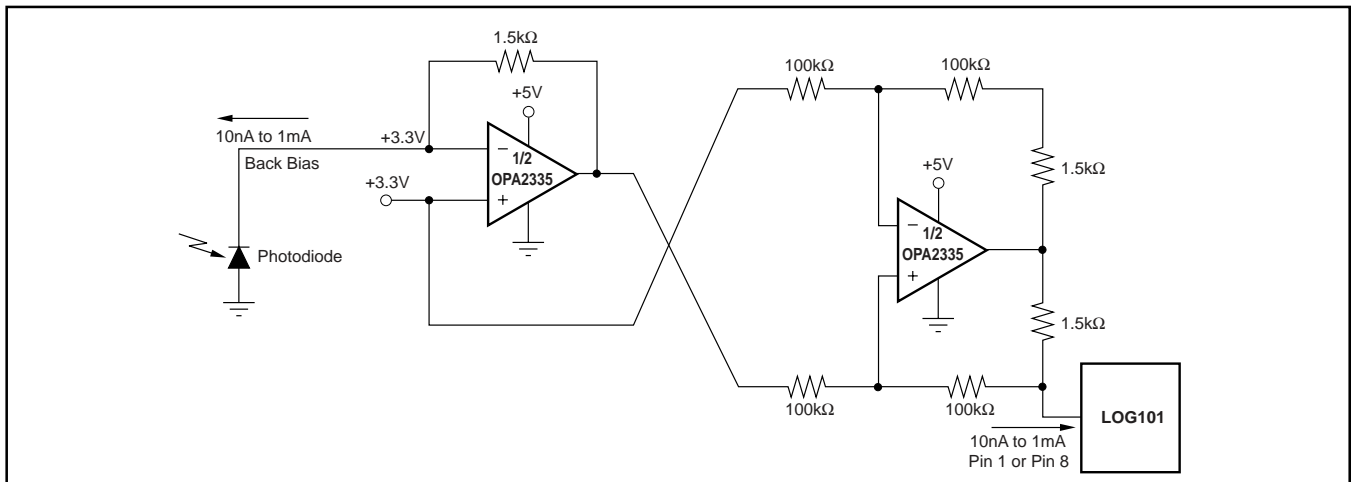 1.5kΩ
+5V
10nA to 1mA
+3.3V
Back Bias
−
1/2
OPA2335
+3.3V
+
Photodiode
100kΩ
100kΩ
1.5kΩ
+5V
−
1/2
OPA2335
+
1.5kΩ
100kΩ
100kΩ
LOG101
10nA to 1mA
Pin 1 or Pin 8